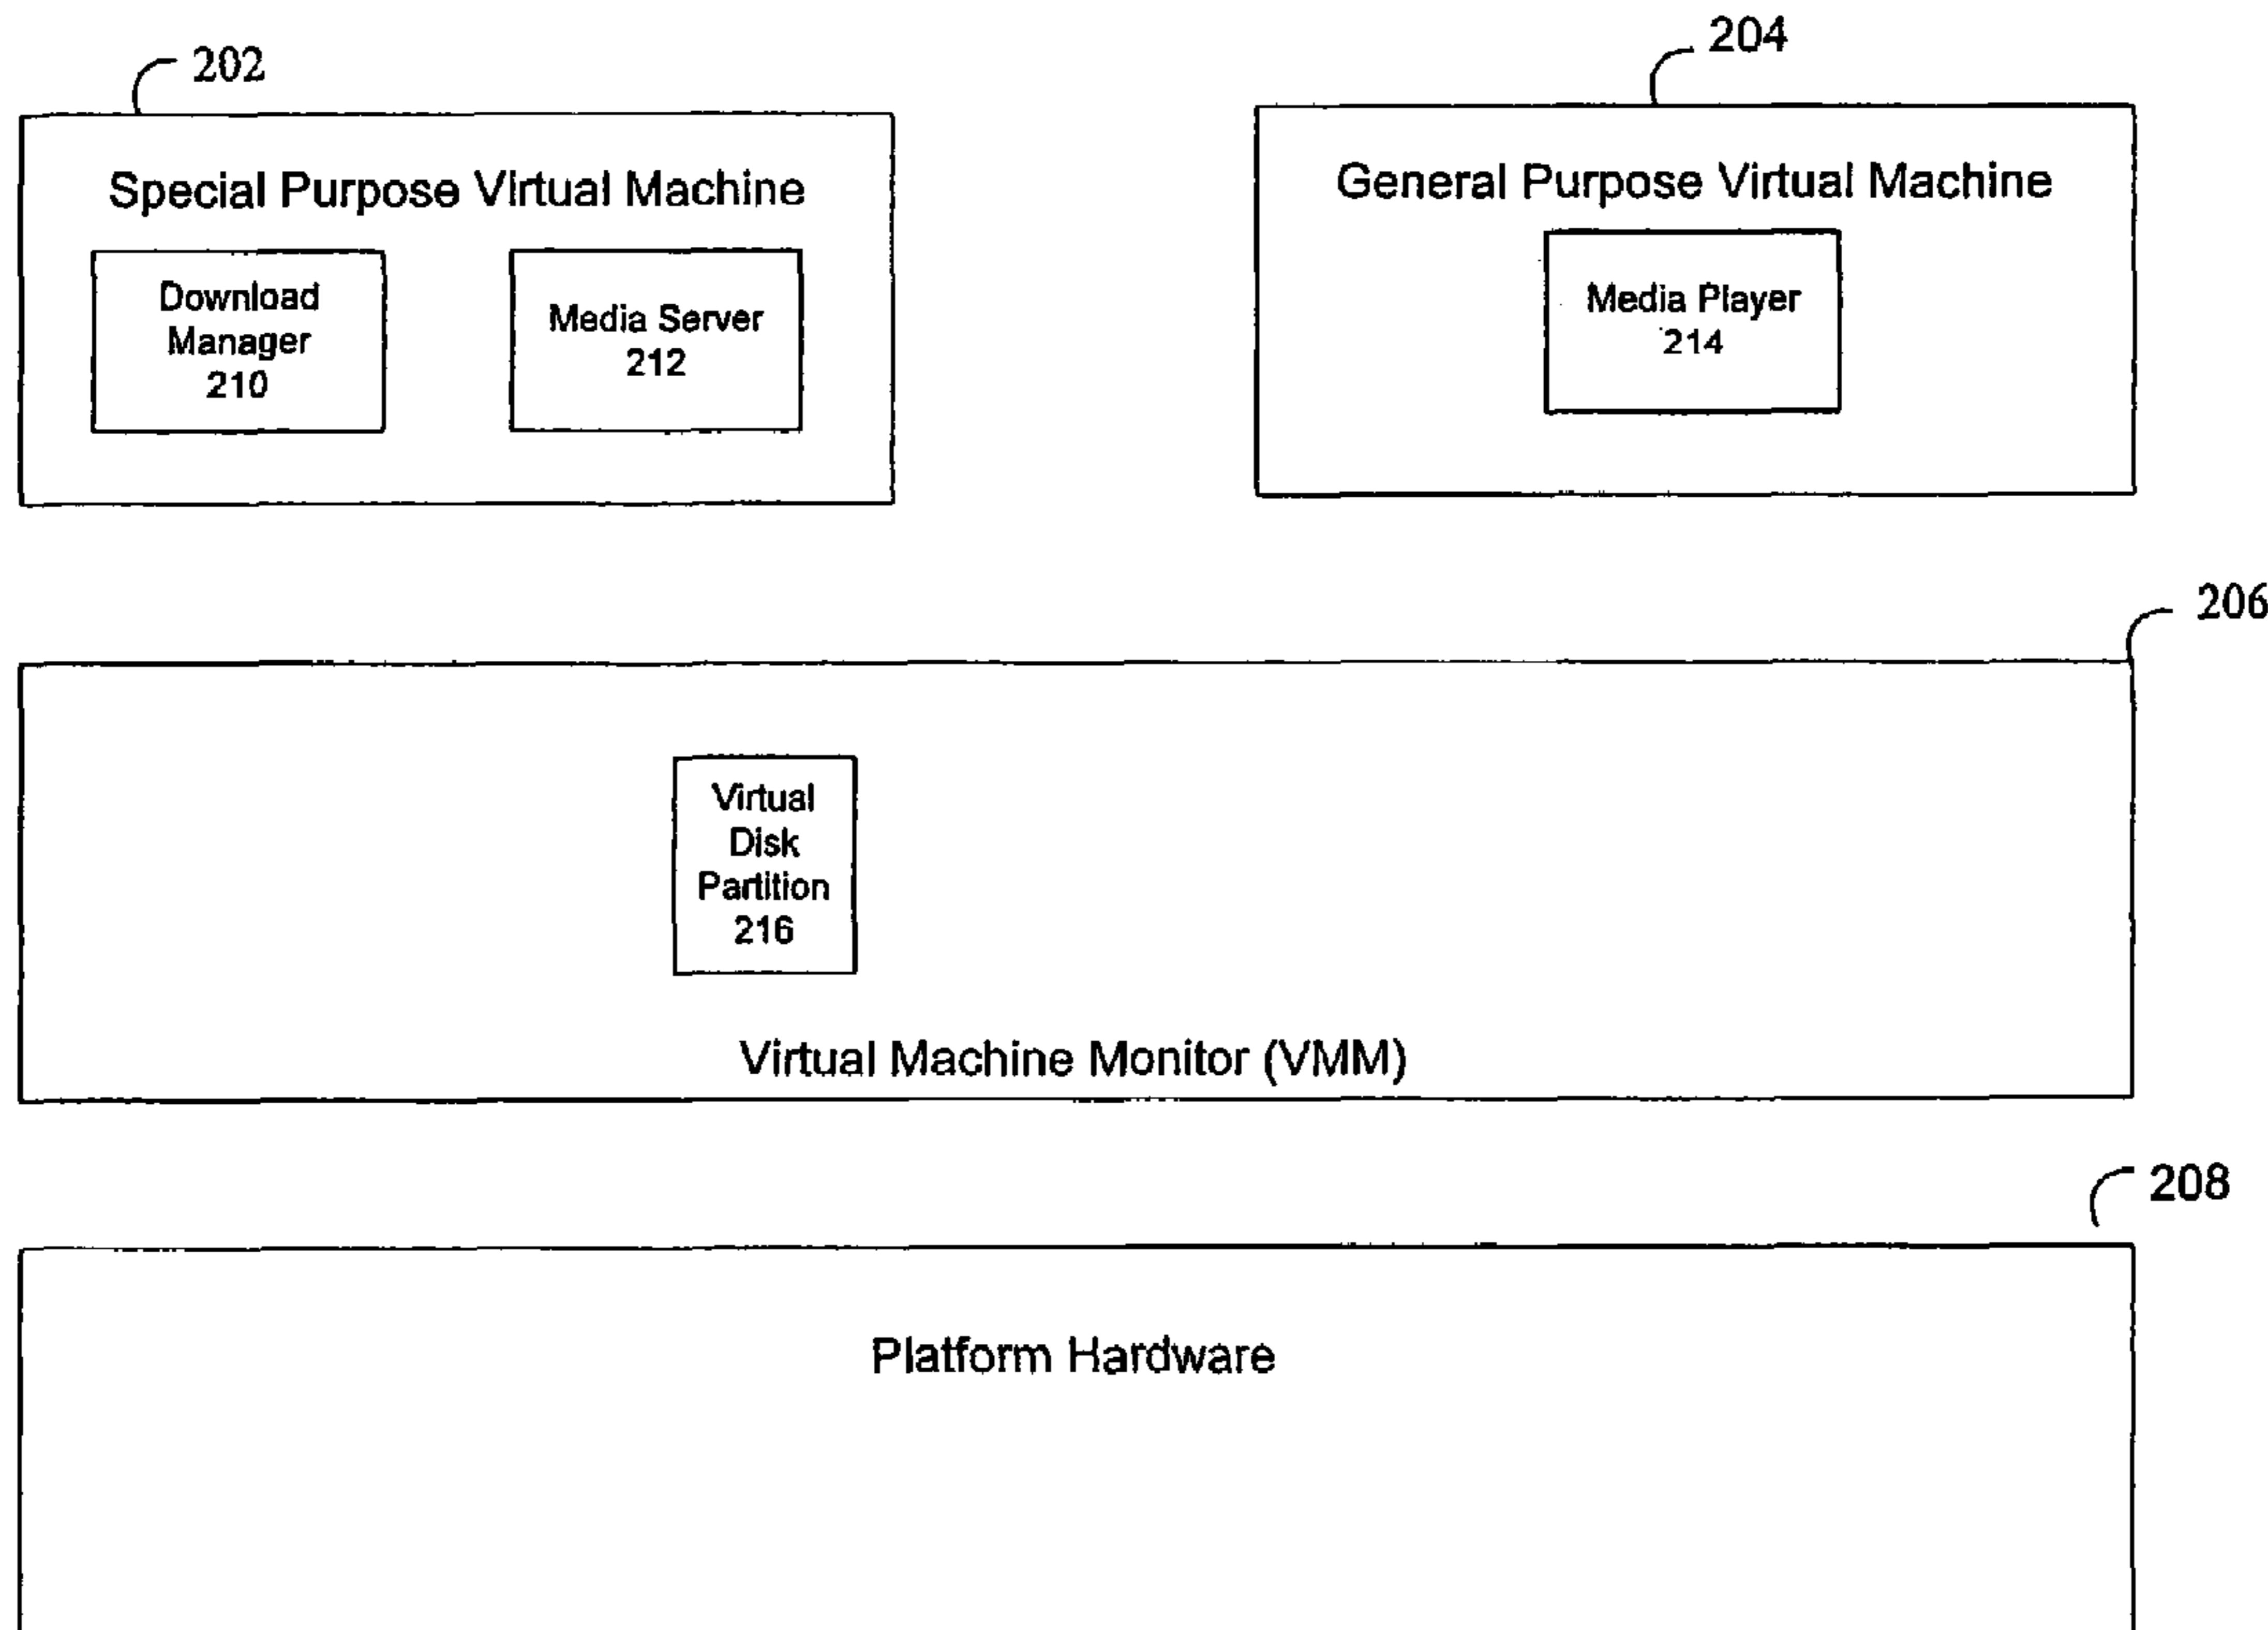 202
204
Special Purpose Virtual Machine
General Purpose Virtual Machine
Download
Manager
210
Media Server
212
Media Player
214
206
Virtual
Disk
Partition
216
Virtual Machine Monitor (VMM)
208
Platform Hardware